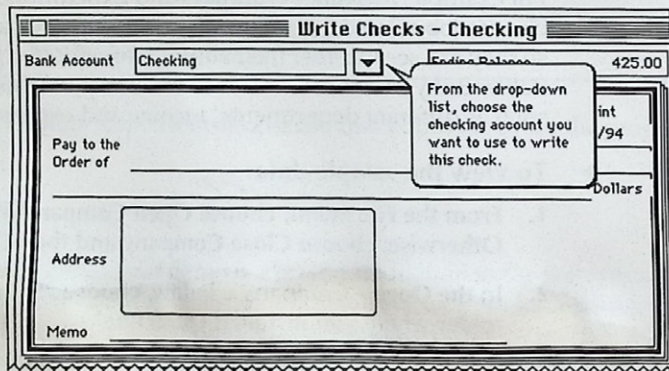 Write Checks - Checking
Bank Account Checking Ending Balance 425.00
From the drop-down
list, choose the
checking account you
want to use to write
this check.
int
/94
Pay to the
Order of
Dollars
Address
Memo